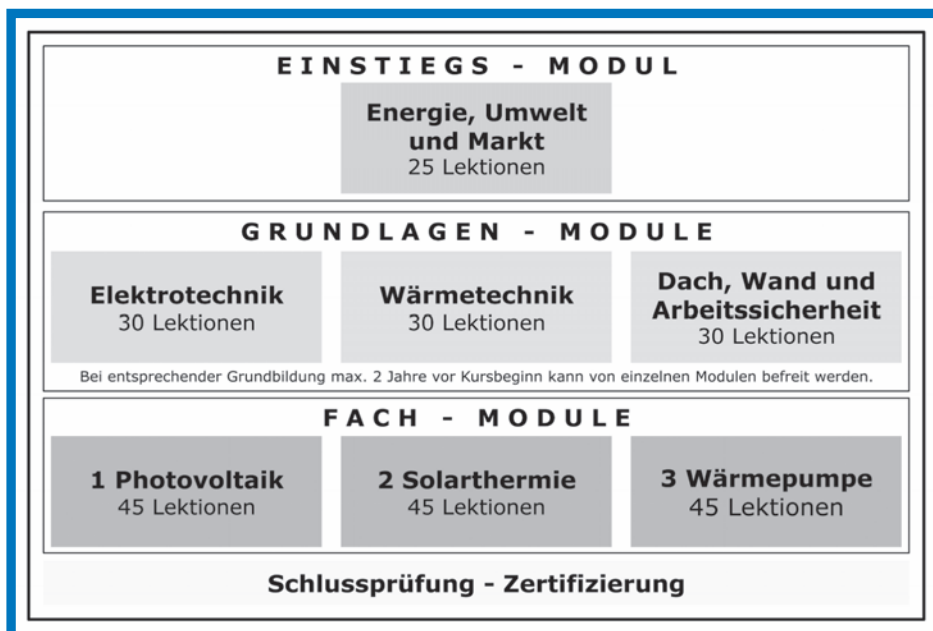 EINSTIEGS - MODUL
Energie, Umwelt
und Markt
25 Lektionen
GRUNDLAGEN - MODULE
Elektrotechnik
30 Lektionen
Wärmetechnik
30 Lektionen
Dach, Wand und
Arbeitssicherheit
30 Lektionen
Bei entsprechender Grundbildung max. 2 Jahre vor Kursbeginn kann von einzelnen Modulen befreit werden.
FACH - MODULE
1 Photovoltaik
45 Lektionen
2 Solarthermie
45 Lektionen
3 Wärmepumpe
45 Lektionen
Schlussprüfung - Zertifizierung